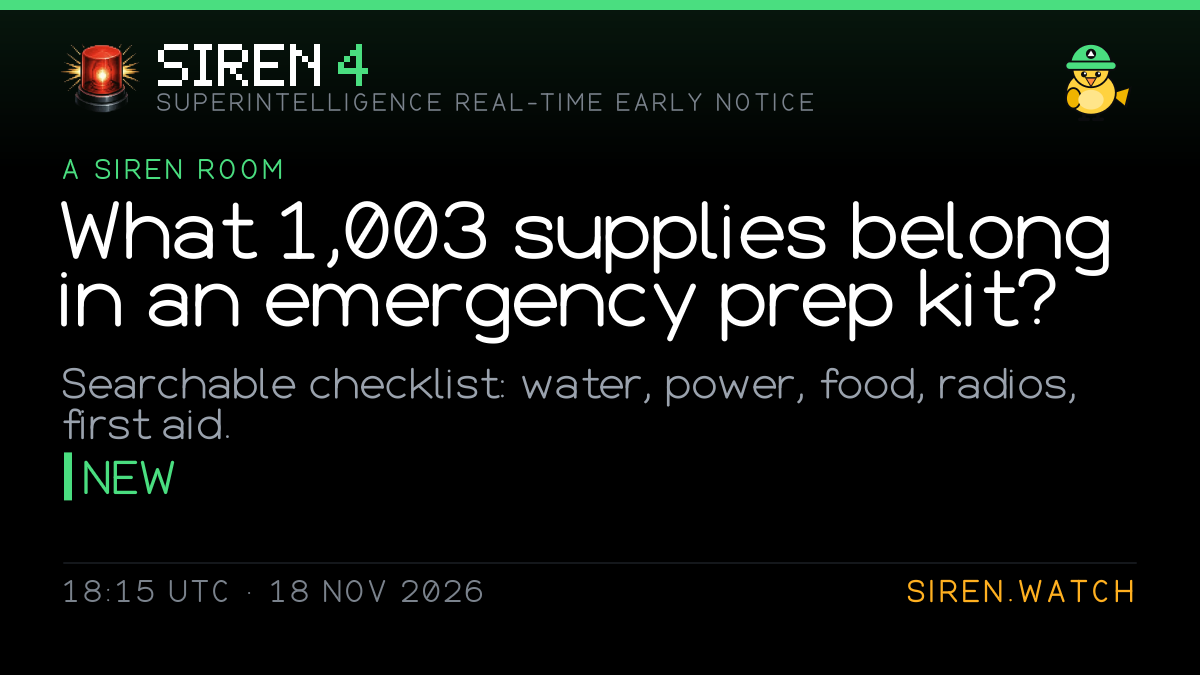 SIREN 4
SUPERINTELLIGENCE REAL-TIME EARLY NOTICE
A SIREN ROOM
What 1,003 supplies belong
in an emergency prep kit?
Searchable checklist: water, power, food, radios,
first aid.
NEW
18:15 UTC · 18 NOV 2026
SIREN.WATCH